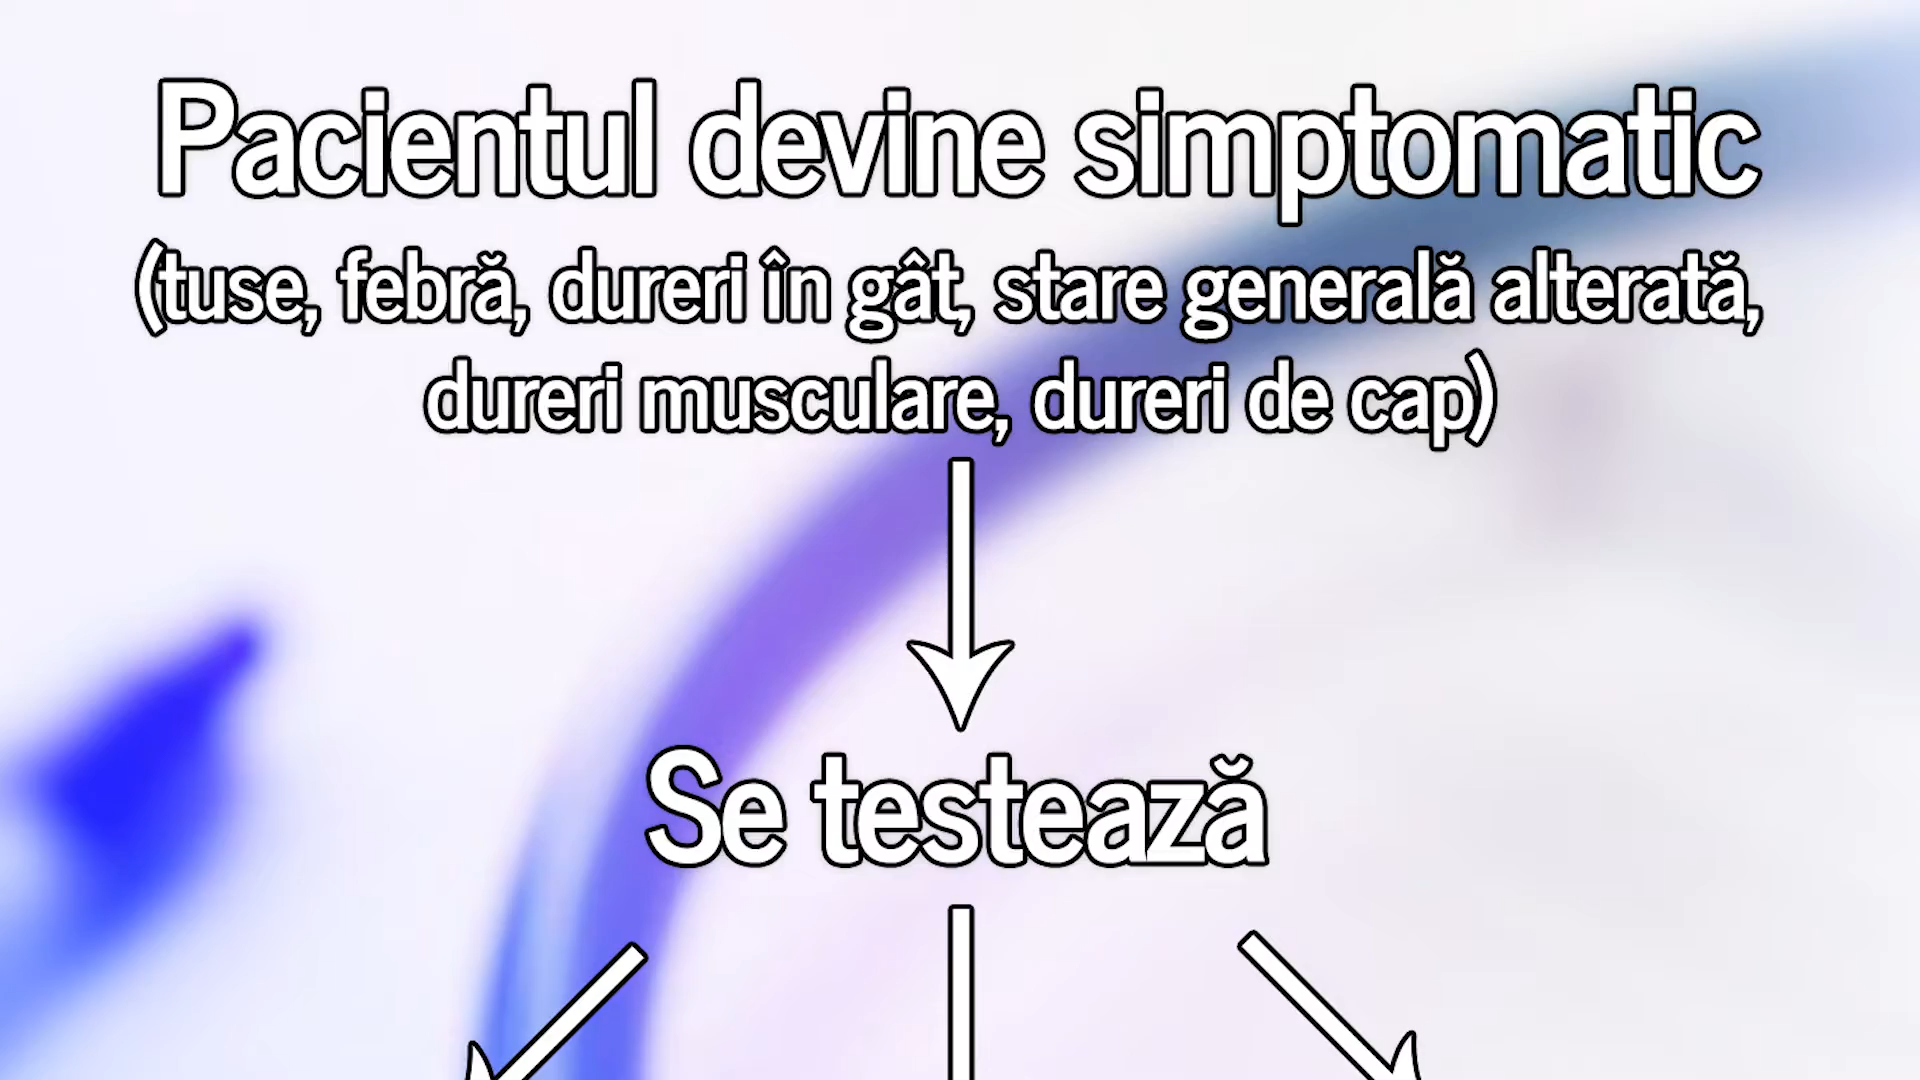 Pacientul devine simptomatic
(tuse, febră, dureri în gât, stare generală alterată,
dureri musculare, dureri de cap)
Se testează